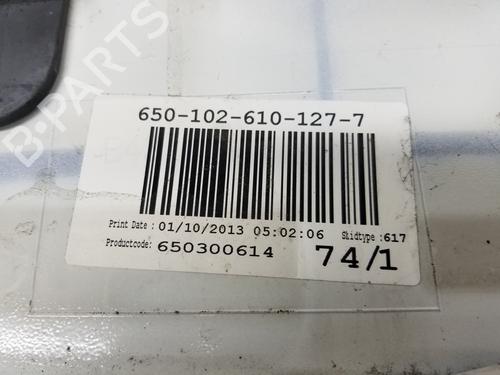 650-102-610-127-7
Print Date : 01/10/2013 05:02:06 Skidtype :617
Productcode: 650300614 74/1
B-PARTS